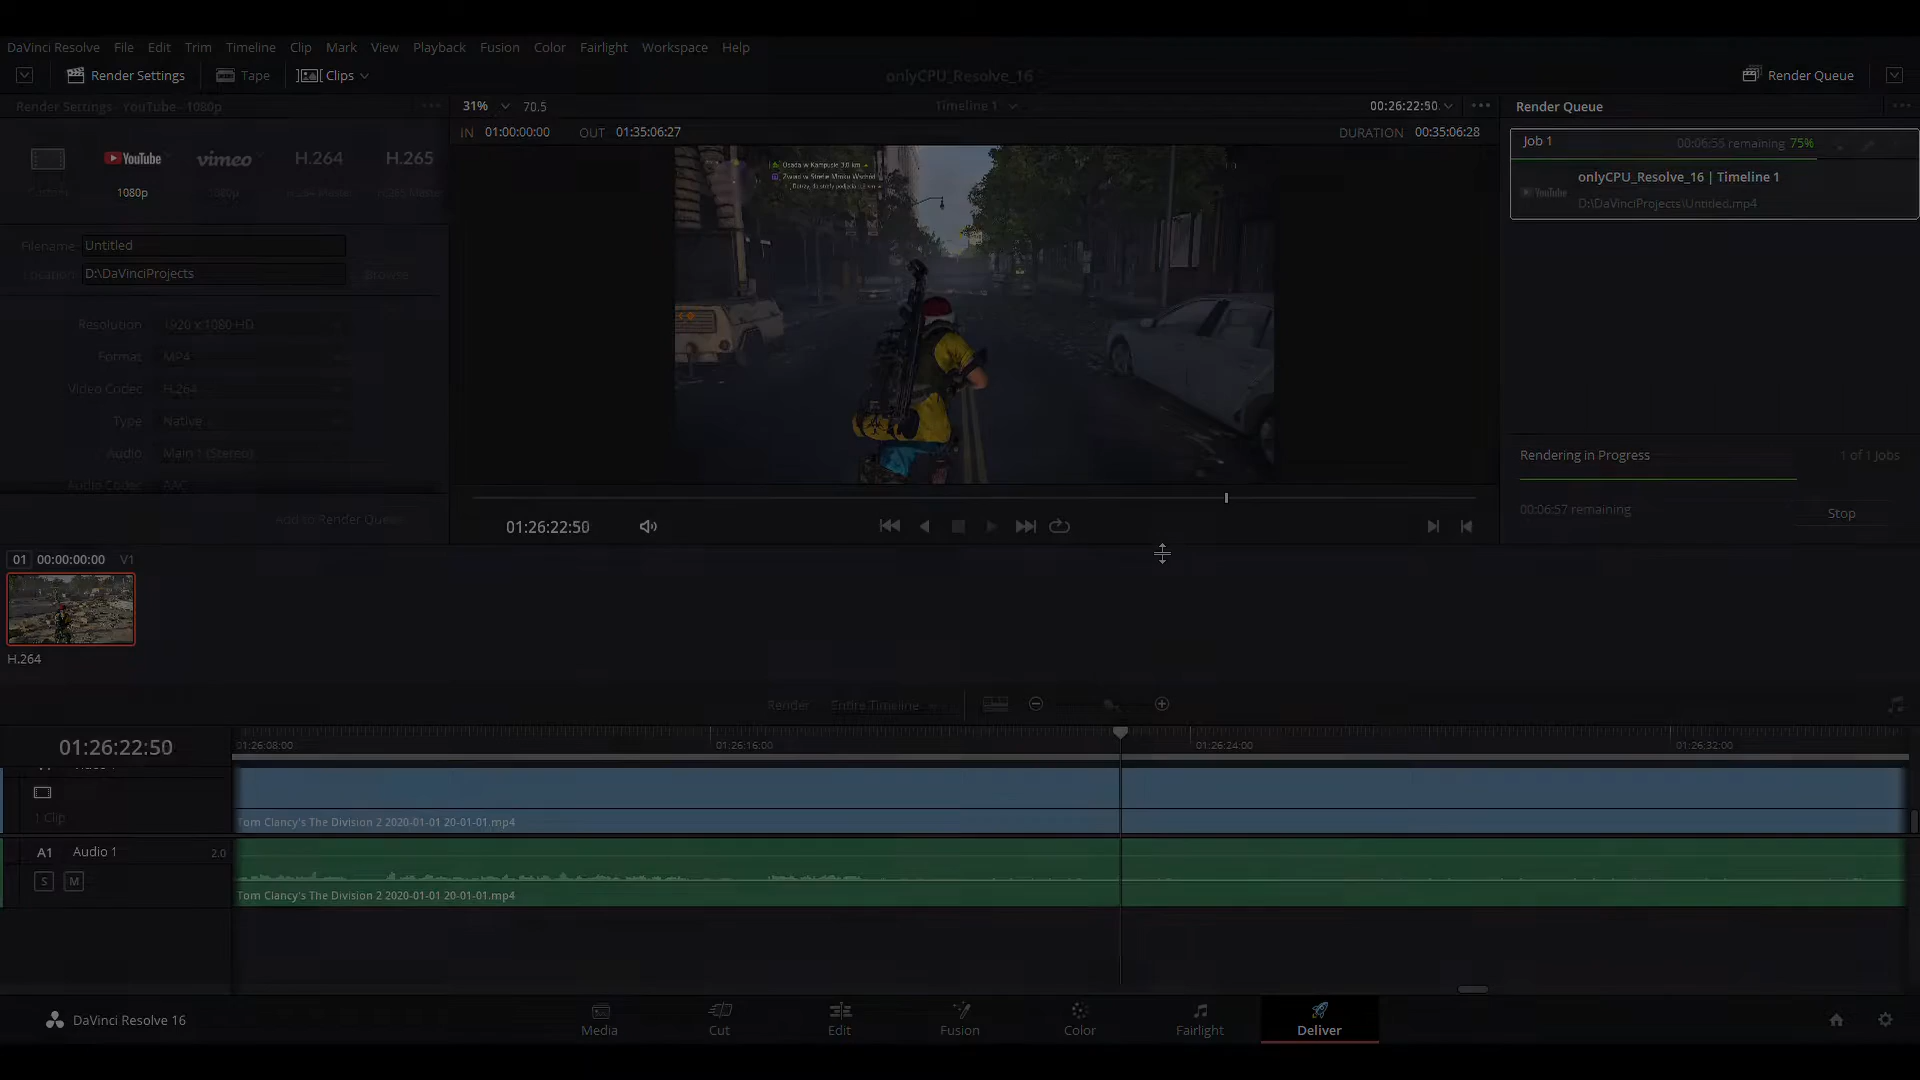 DaVinci Resolve File Edit Trim Timeline Clip Mark View Playback Fusion Color Fairlight Workspace Help
Render Settings Tape Clips onlyCPU_Resolve_16 Render Queue
Render Settings - YouTube - 1080p
31% 70.5 Timeline 1 00:26:22:50
Render Queue
IN 01:00:00:00 OUT 01:35:06:27 DURATION 00:35:06:28
YouTube vimeo H.264 H.265
Custom 1080p 1080p H.264 Master H.265 Master
Osada w Kampusie 3.0 km
Job 1 00:06:55 remaining 75%
onlyCPU_Resolve_16 | Timeline 1
YouTube D:\DaVinciProjects\Untitled.mp4
Filename Untitled
Location D:\DaVinciProjects Browse
Resolution 1920 x 1080 HD
Format MP4
Video Codec H.264
Type Native
Audio Main 1 (Stereo)
Audio Codec AAC
Add to Render Queue
Rendering in Progress 1 of 1 Jobs
00:06:57 remaining Stop
01:26:22:50
01 00:00:00:00 V1
H.264
Render Entire Timeline
01:26:22:50
01:26:08:00 01:26:16:00 01:26:24:00 01:26:32:00
1 Clip
Tom Clancy's The Division 2 2020-01-01 20-01-01.mp4
A1 Audio 1 2.0
S M
Tom Clancy's The Division 2 2020-01-01 20-01-01.mp4
DaVinci Resolve 16
Media Cut Edit Fusion Color Fairlight Deliver